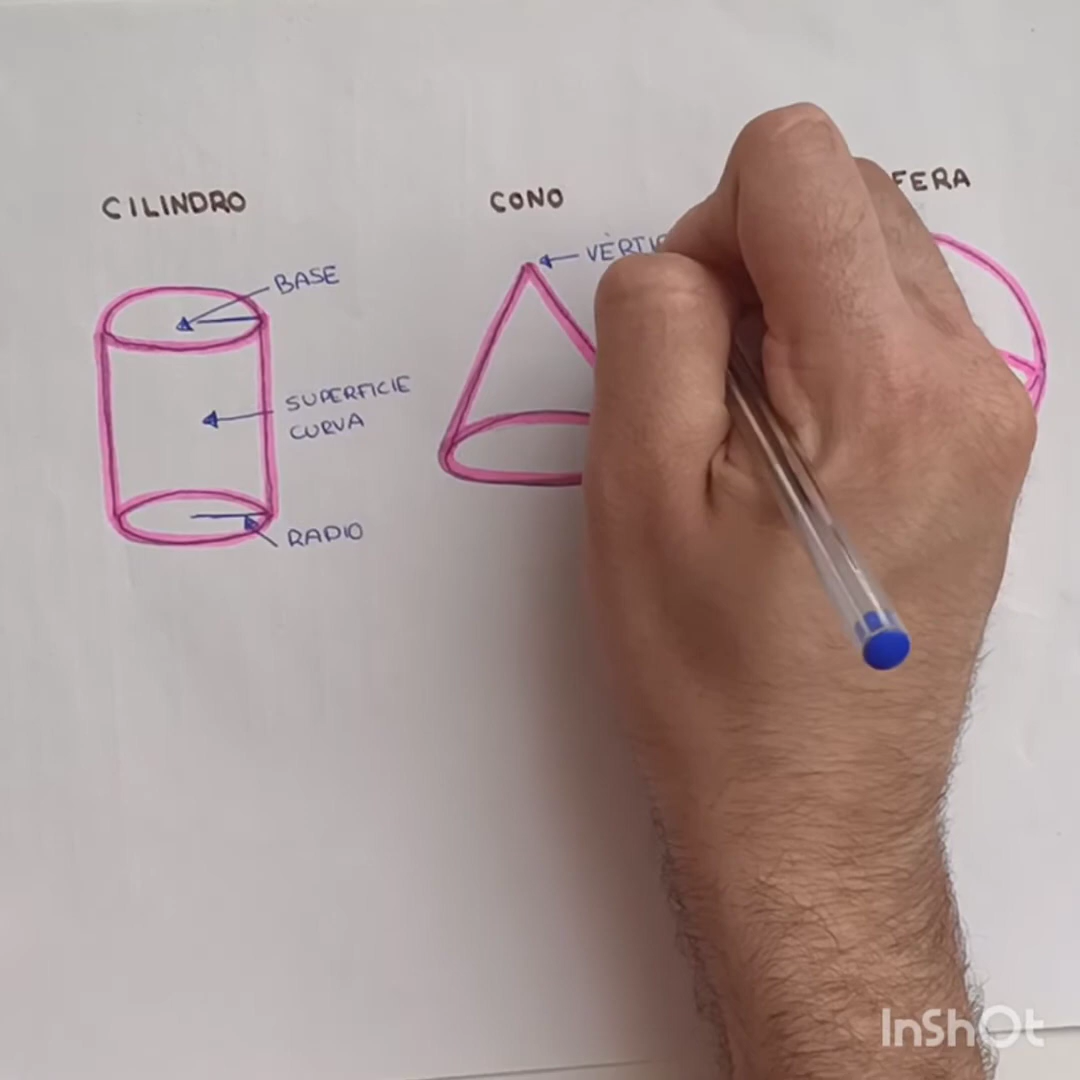 CILINDRO
CONO
BASE
SUPERFICIE
CURVA
RADIO
InShOt